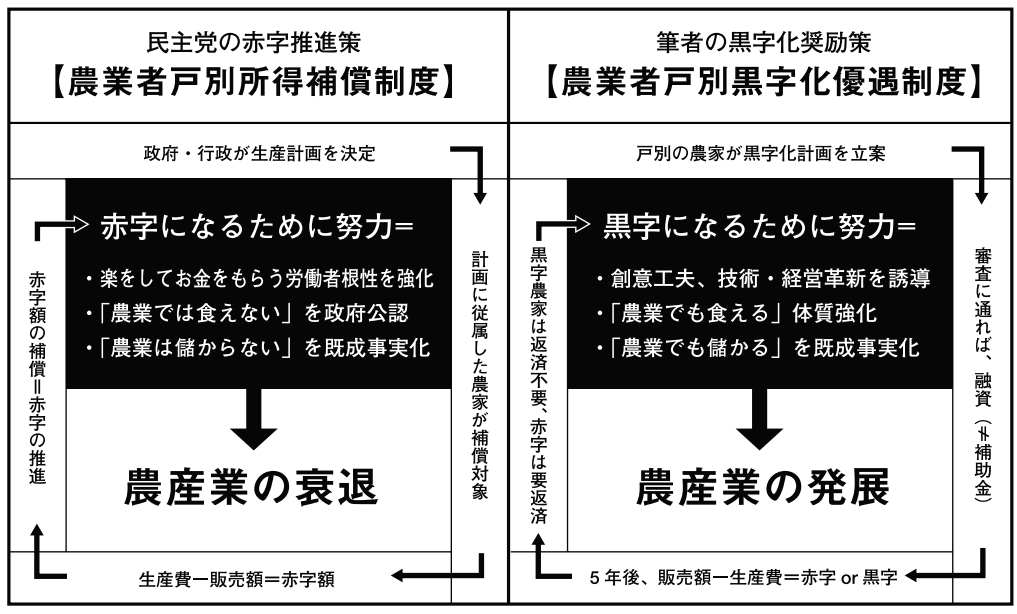 民主党の赤字推進策
【農業者戸別所得補償制度】
政府・行政が生産計画を決定
計画に従属した農家が補償対象
生産費ー販売額＝赤字額
赤字額の補償＝赤字の推進
赤字になるために努力＝
・楽をしてお金をもらう労働者根性を強化
・「農業では食えない」を政府公認
・「農業は儲からない」を既成事実化
農産業の衰退
筆者の黒字化奨励策
【農業者戸別黒字化優遇制度】
戸別の農家が黒字化計画を立案
審査に通れば、融資（≠補助金）
5年後、販売額ー生産費＝赤字 or 黒字
黒字農家は返済不要、赤字は要返済
黒字になるために努力＝
・創意工夫、技術・経営革新を誘導
・「農業でも食える」体質強化
・「農業でも儲かる」を既成事実化
農産業の発展